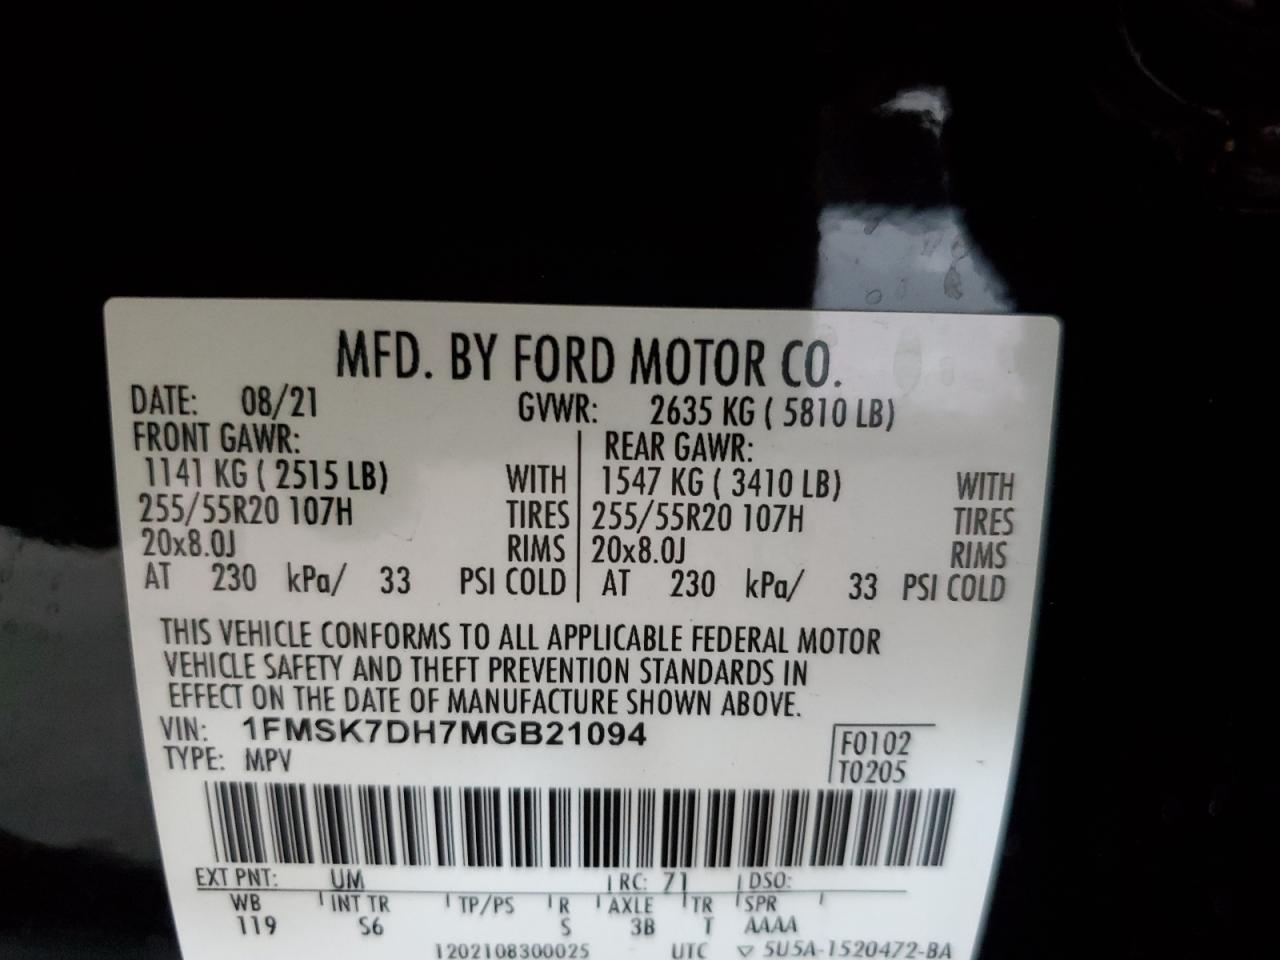 MFD. BY FORD MOTOR CO.
DATE: 08/21 GVWR: 2635 KG ( 5810 LB)
FRONT GAWR: REAR GAWR:
1141 KG ( 2515 LB) WITH 1547 KG ( 3410 LB) WITH
255/55R20 107H TIRES 255/55R20 107H TIRES
20x8.0J RIMS 20x8.0J RIMS
AT 230 kPa/ 33 PSI COLD AT 230 kPa/ 33 PSI COLD
THIS VEHICLE CONFORMS TO ALL APPLICABLE FEDERAL MOTOR
VEHICLE SAFETY AND THEFT PREVENTION STANDARDS IN
EFFECT ON THE DATE OF MANUFACTURE SHOWN ABOVE.
VIN: 1FMSK7DH7MGB21094
TYPE: MPV
F0102
T0205
EXT PNT: UM RC: 71 DSO:
WB INT TR TP/PS R AXLE TR SPR
119 S6 S 3B T AAAA
1202108300025 UTC ▽ 5U5A-1520472-BA